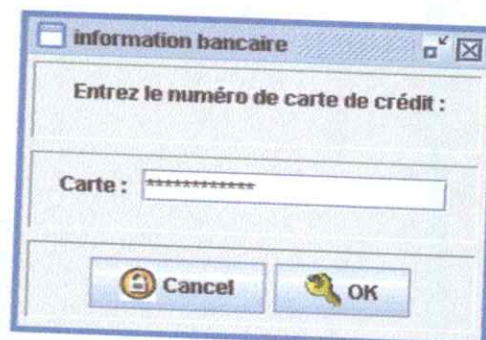 information bancaire
Entrez le numéro de carte de crédit :
Carte : ************
Cancel OK